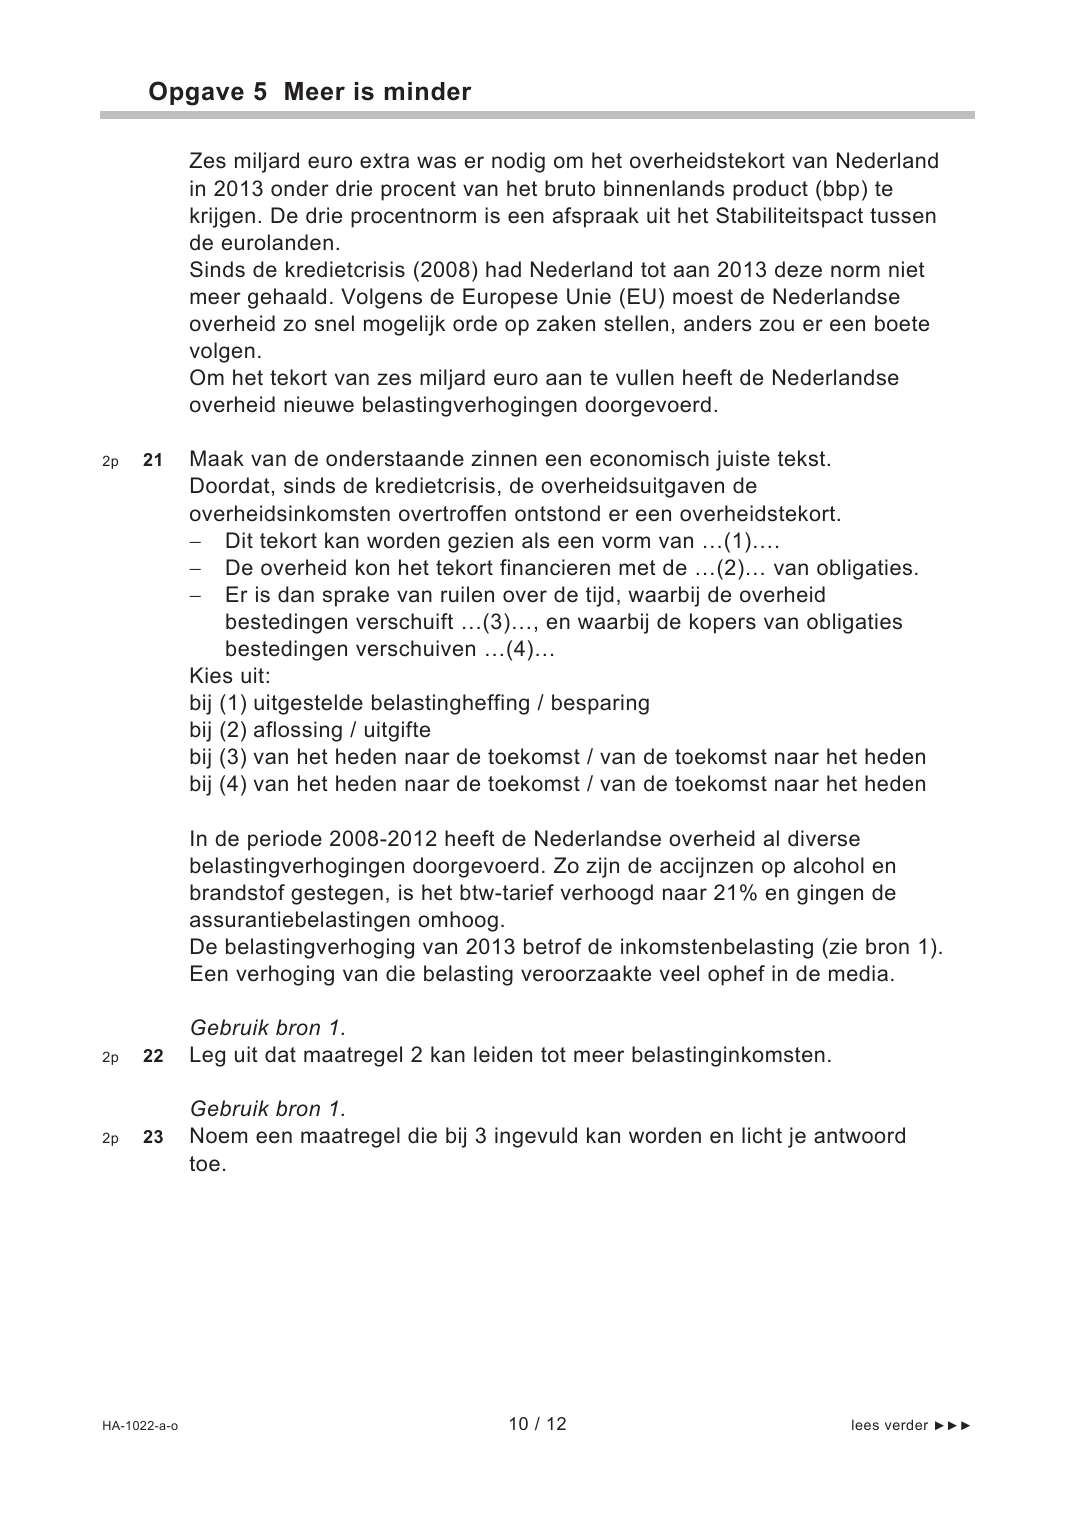 Opgave 5 Meer is minder
Zes miljard euro extra was er nodig om het overheidstekort van Nederland
in 2013 onder drie procent van het bruto binnenlands product (bbp) te
krijgen. De drie procentnorm is een afspraak uit het Stabiliteitspact tussen
de eurolanden.
Sinds de kredietcrisis (2008) had Nederland tot aan 2013 deze norm niet
meer gehaald. Volgens de Europese Unie (EU) moest de Nederlandse
overheid zo snel mogelijk orde op zaken stellen, anders zou er een boete
volgen.
Om het tekort van zes miljard euro aan te vullen heeft de Nederlandse
overheid nieuwe belastingverhogingen doorgevoerd.
2p 21 Maak van de onderstaande zinnen een economisch juiste tekst.
Doordat, sinds de kredietcrisis, de overheidsuitgaven de
overheidsinkomsten overtroffen ontstond er een overheidstekort.
– Dit tekort kan worden gezien als een vorm van …(1)….
– De overheid kon het tekort financieren met de …(2)… van obligaties.
– Er is dan sprake van ruilen over de tijd, waarbij de overheid
bestedingen verschuift …(3)…, en waarbij de kopers van obligaties
bestedingen verschuiven …(4)…
Kies uit:
bij (1) uitgestelde belastingheffing / besparing
bij (2) aflossing / uitgifte
bij (3) van het heden naar de toekomst / van de toekomst naar het heden
bij (4) van het heden naar de toekomst / van de toekomst naar het heden
In de periode 2008-2012 heeft de Nederlandse overheid al diverse
belastingverhogingen doorgevoerd. Zo zijn de accijnzen op alcohol en
brandstof gestegen, is het btw-tarief verhoogd naar 21% en gingen de
assurantiebelastingen omhoog.
De belastingverhoging van 2013 betrof de inkomstenbelasting (zie bron 1).
Een verhoging van die belasting veroorzaakte veel ophef in de media.
Gebruik bron 1.
2p 22 Leg uit dat maatregel 2 kan leiden tot meer belastinginkomsten.
Gebruik bron 1.
2p 23 Noem een maatregel die bij 3 ingevuld kan worden en licht je antwoord
toe.
HA-1022-a-o 10 / 12 lees verder ►►►